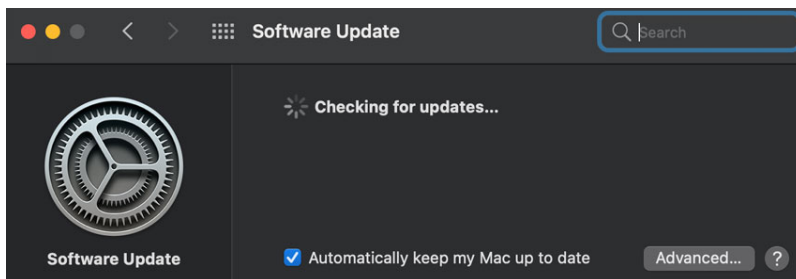 Software Update
Search
Checking for updates...
Software Update
Automatically keep my Mac up to date
Advanced...
?